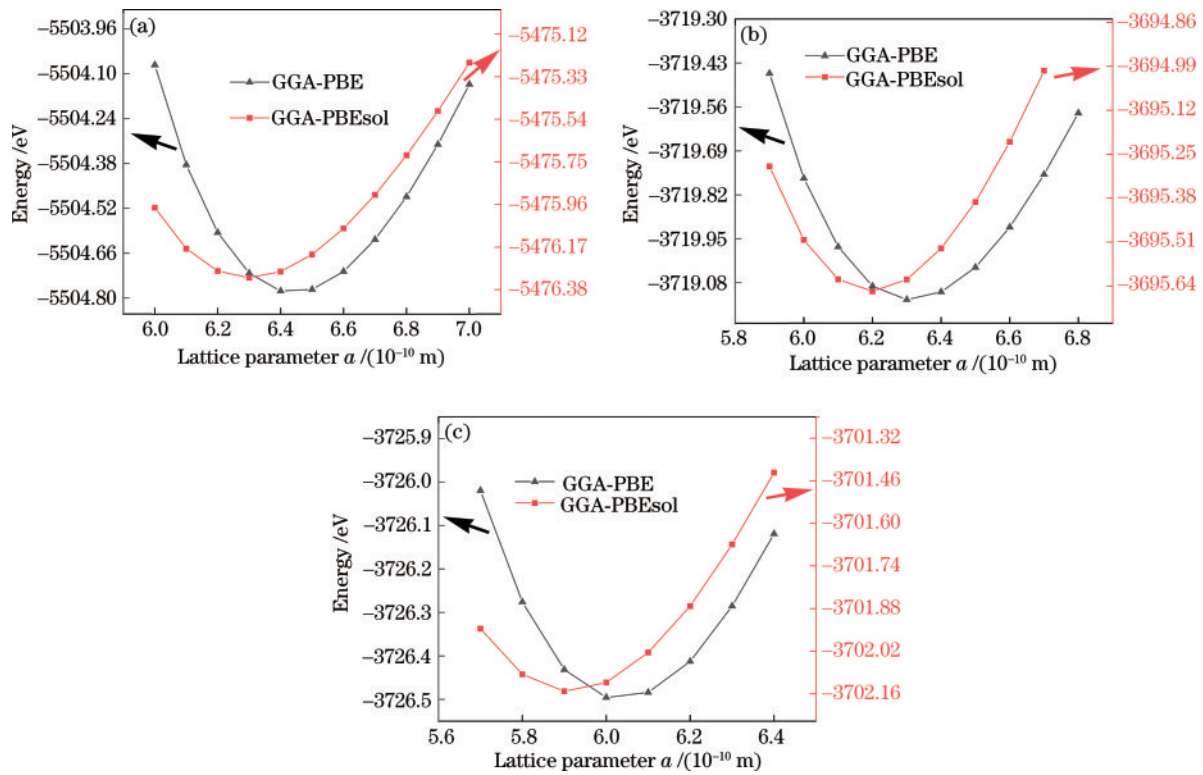 (a)
GGA-PBE
GGA-PBEsol
Energy /eV
−5503.96
−5504.10
−5504.24
−5504.38
−5504.52
−5504.66
−5504.80
−5475.12
−5475.33
−5475.54
−5475.75
−5475.96
−5476.17
−5476.38
6.0 6.2 6.4 6.6 6.8 7.0
Lattice parameter a /(10⁻¹⁰ m)
(b)
GGA-PBE
GGA-PBEsol
Energy /eV
−3719.30
−3719.43
−3719.56
−3719.69
−3719.82
−3719.95
−3719.08
−3694.86
−3694.99
−3695.12
−3695.25
−3695.38
−3695.51
−3695.64
5.8 6.0 6.2 6.4 6.6 6.8
Lattice parameter a /(10⁻¹⁰ m)
(c)
GGA-PBE
GGA-PBEsol
Energy /eV
−3725.9
−3726.0
−3726.1
−3726.2
−3726.3
−3726.4
−3726.5
−3701.32
−3701.46
−3701.60
−3701.74
−3701.88
−3702.02
−3702.16
5.6 5.8 6.0 6.2 6.4
Lattice parameter a /(10⁻¹⁰ m)